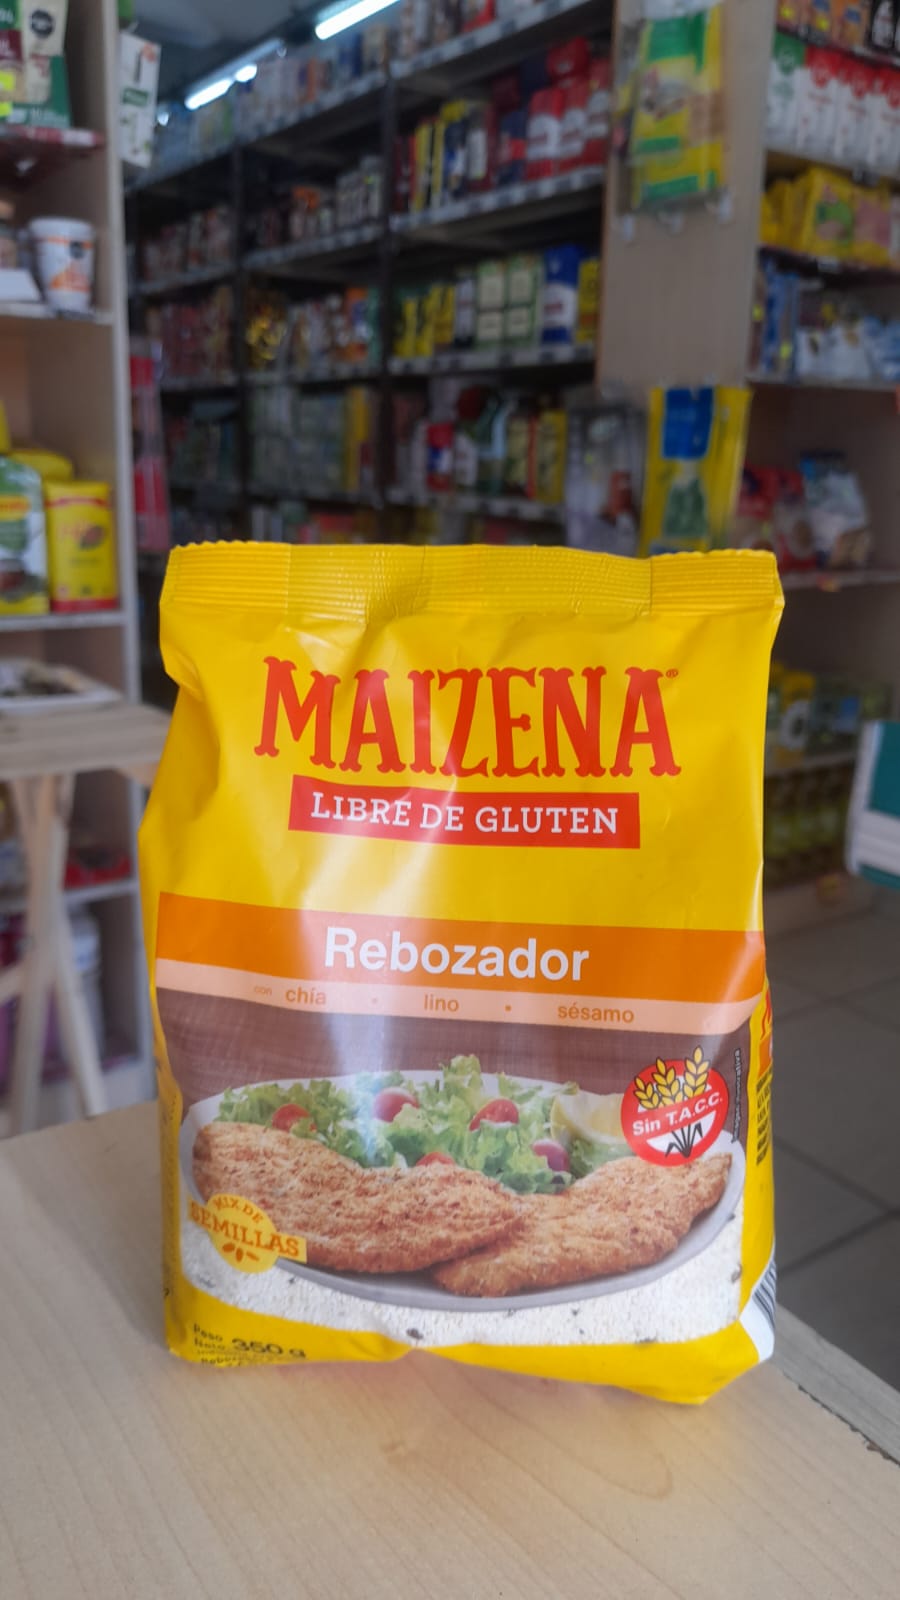 MAIZENA®
LIBRE DE GLUTEN
Rebozador
con chía • lino • sésamo
Sin T.A.C.C.
MIX DE
SEMILLAS
Peso
Neto 350 g